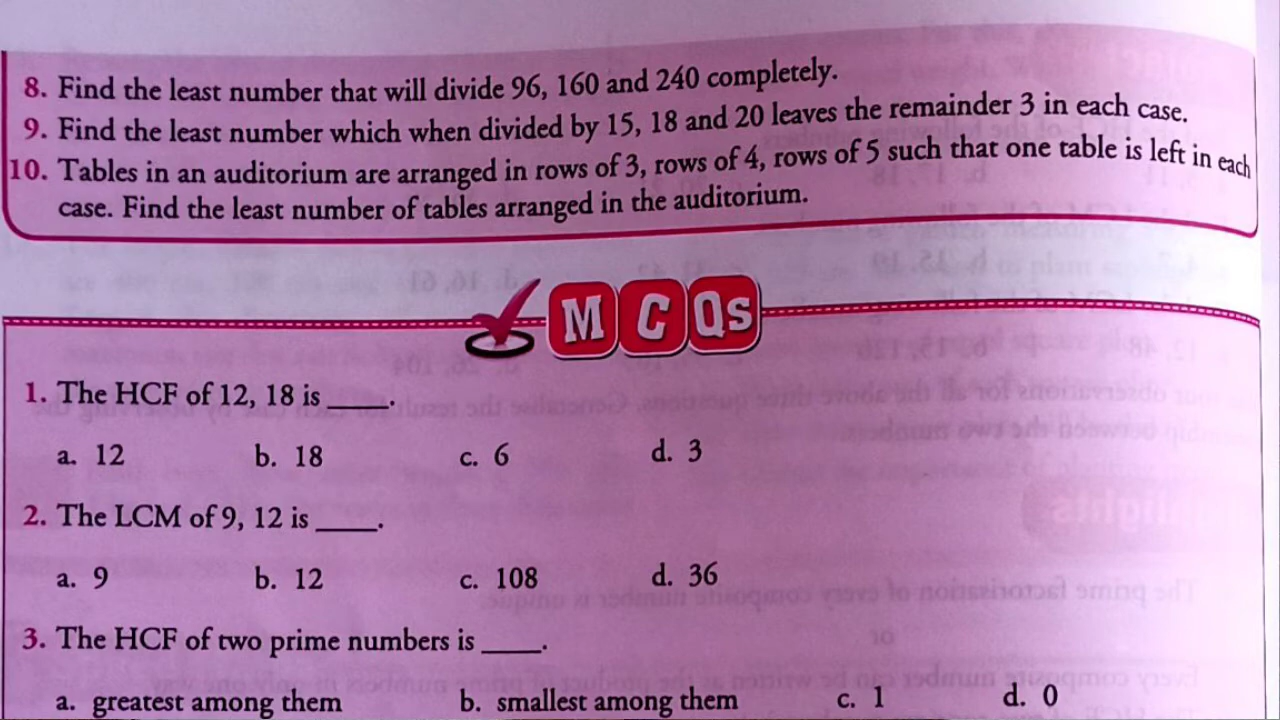 8. Find the least number that will divide 96, 160 and 240 completely.
9. Find the least number which when divided by 15, 18 and 20 leaves the remainder 3 in each case.
10. Tables in an auditorium are arranged in rows of 3, rows of 4, rows of 5 such that one table is left in each
case. Find the least number of tables arranged in the auditorium.
MCQs
1. The HCF of 12, 18 is ____.
a. 12 b. 18 c. 6 d. 3
2. The LCM of 9, 12 is ____.
a. 9 b. 12 c. 108 d. 36
3. The HCF of two prime numbers is ____.
a. greatest among them b. smallest among them c. 1 d. 0